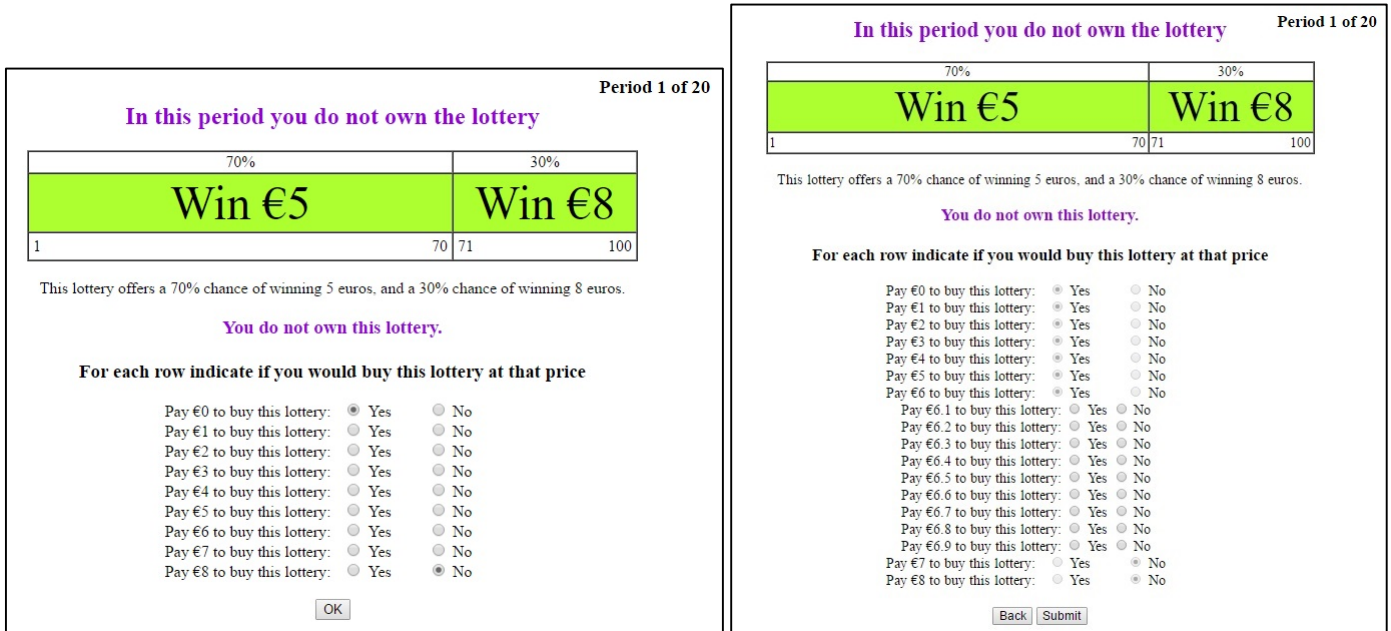 Period 1 of 20
In this period you do not own the lottery
70% 30%
Win €5 Win €8
1 70 71 100
This lottery offers a 70% chance of winning 5 euros, and a 30% chance of winning 8 euros.
You do not own this lottery.
For each row indicate if you would buy this lottery at that price
Pay €0 to buy this lottery: Yes No
Pay €1 to buy this lottery: Yes No
Pay €2 to buy this lottery: Yes No
Pay €3 to buy this lottery: Yes No
Pay €4 to buy this lottery: Yes No
Pay €5 to buy this lottery: Yes No
Pay €6 to buy this lottery: Yes No
Pay €7 to buy this lottery: Yes No
Pay €8 to buy this lottery: Yes No
OK
Period 1 of 20
In this period you do not own the lottery
70% 30%
Win €5 Win €8
1 70 71 100
This lottery offers a 70% chance of winning 5 euros, and a 30% chance of winning 8 euros.
You do not own this lottery.
For each row indicate if you would buy this lottery at that price
Pay €0 to buy this lottery: Yes No
Pay €1 to buy this lottery: Yes No
Pay €2 to buy this lottery: Yes No
Pay €3 to buy this lottery: Yes No
Pay €4 to buy this lottery: Yes No
Pay €5 to buy this lottery: Yes No
Pay €6 to buy this lottery: Yes No
Pay €6.1 to buy this lottery: Yes No
Pay €6.2 to buy this lottery: Yes No
Pay €6.3 to buy this lottery: Yes No
Pay €6.4 to buy this lottery: Yes No
Pay €6.5 to buy this lottery: Yes No
Pay €6.6 to buy this lottery: Yes No
Pay €6.7 to buy this lottery: Yes No
Pay €6.8 to buy this lottery: Yes No
Pay €6.9 to buy this lottery: Yes No
Pay €7 to buy this lottery: Yes No
Pay €8 to buy this lottery: Yes No
Back Submit